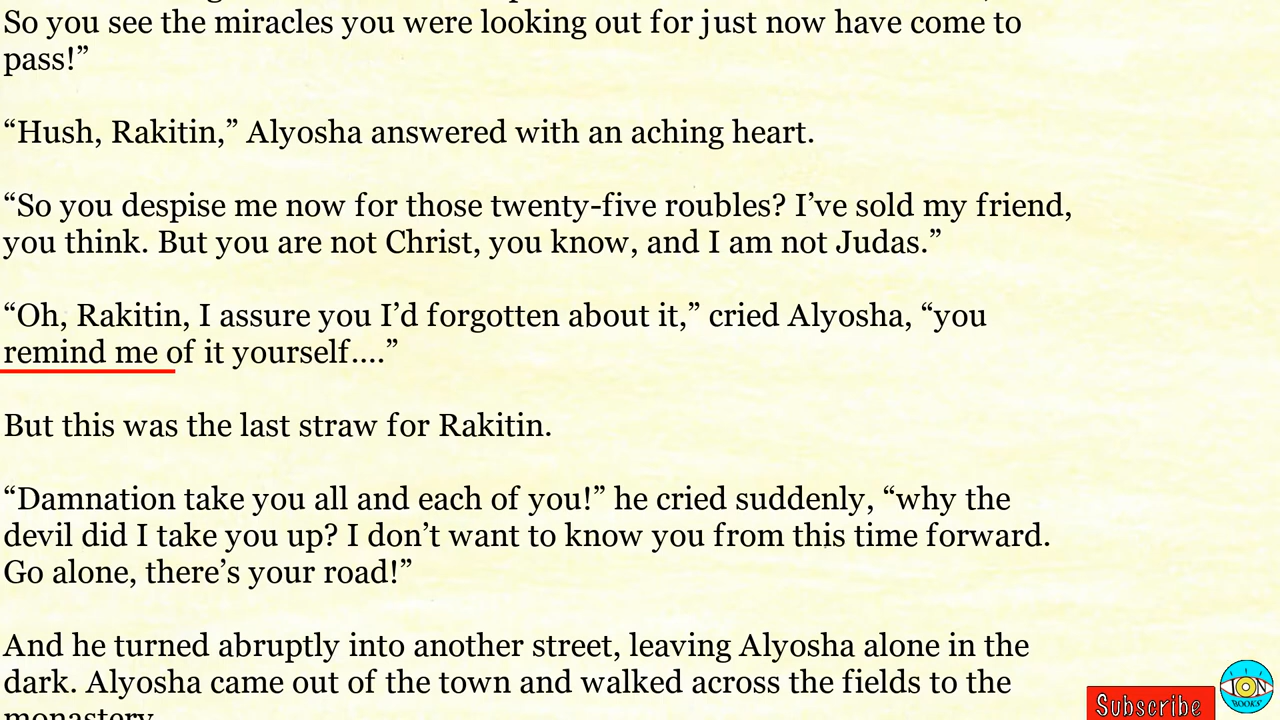 So you see the miracles you were looking out for just now have come to
pass!”
“Hush, Rakitin,” Alyosha answered with an aching heart.
“So you despise me now for those twenty-five roubles? I’ve sold my friend,
you think. But you are not Christ, you know, and I am not Judas.”
“Oh, Rakitin, I assure you I’d forgotten about it,” cried Alyosha, “you
remind me of it yourself....”
But this was the last straw for Rakitin.
“Damnation take you all and each of you!” he cried suddenly, “why the
devil did I take you up? I don’t want to know you from this time forward.
Go alone, there’s your road!”
And he turned abruptly into another street, leaving Alyosha alone in the
dark. Alyosha came out of the town and walked across the fields to the
monastery.
Subscribe
ION
BOOKS